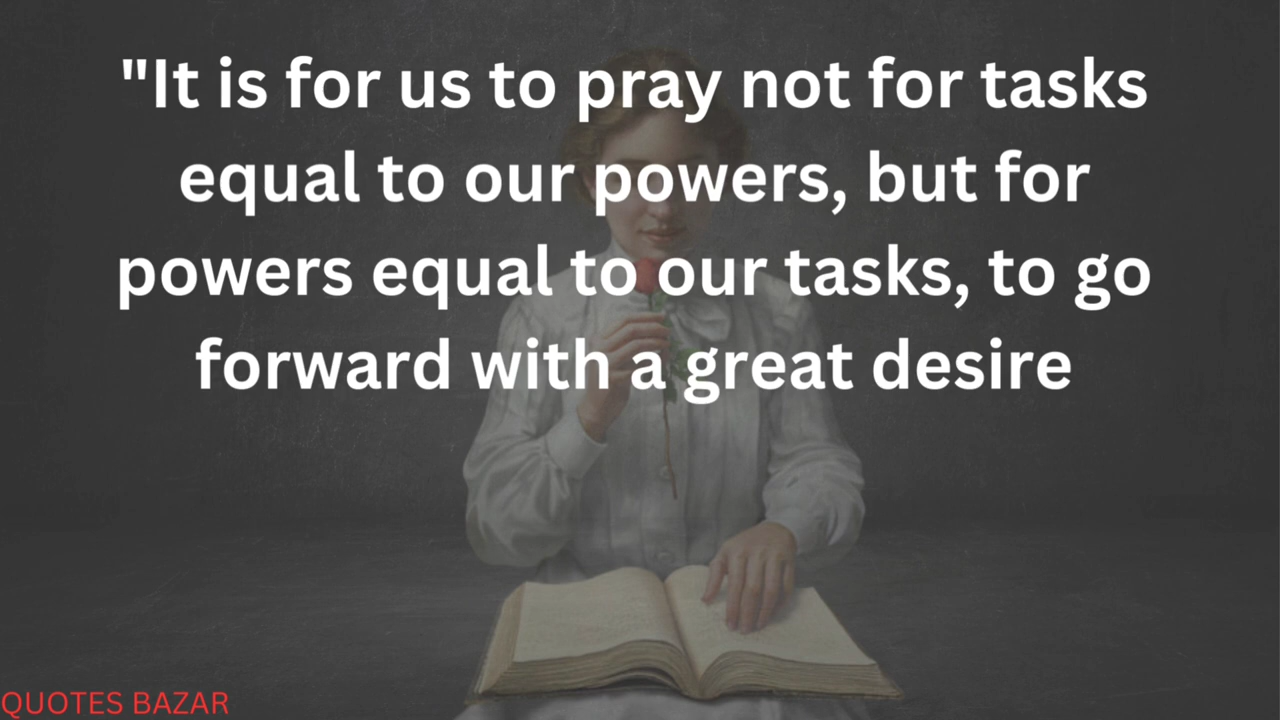 "It is for us to pray not for tasks
equal to our powers, but for
powers equal to our tasks, to go
forward with a great desire
QUOTES BAZAR